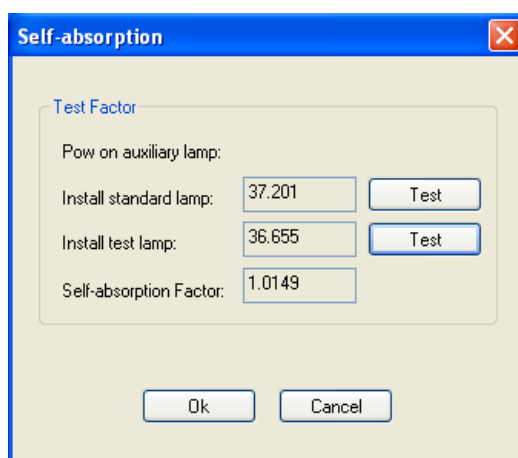 Self-absorption
Test Factor
Pow on auxiliary lamp:
Install standard lamp: 37.201 Test
Install test lamp: 36.655 Test
Self-absorption Factor: 1.0149
Ok Cancel